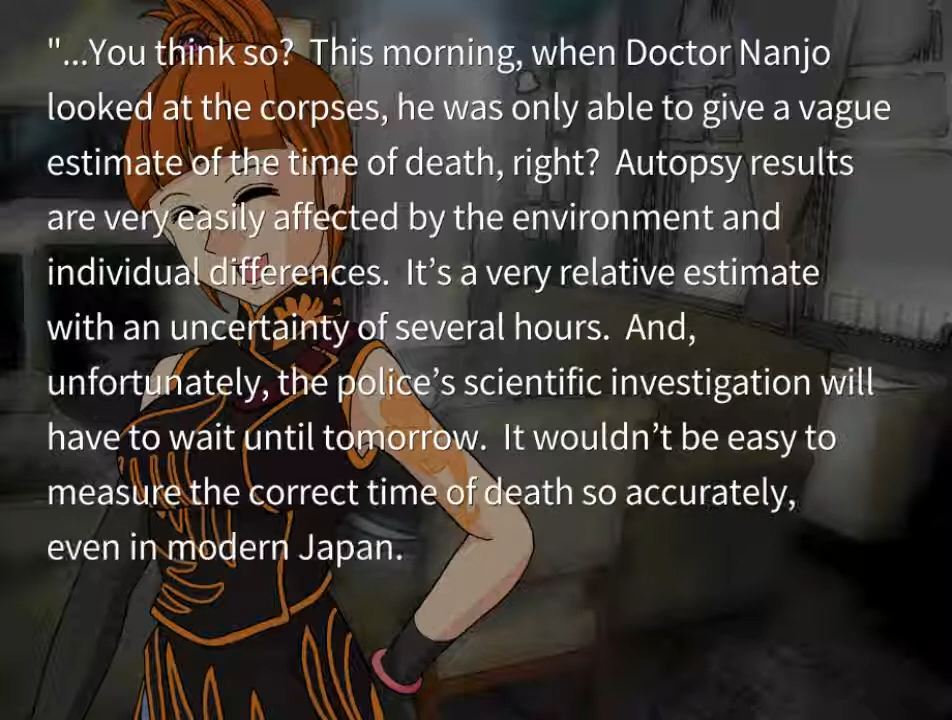 "...You think so?  This morning, when Doctor Nanjo
looked at the corpses, he was only able to give a vague
estimate of the time of death, right?  Autopsy results
are very easily affected by the environment and
individual differences.  It’s a very relative estimate
with an uncertainty of several hours.  And,
unfortunately, the police’s scientific investigation will
have to wait until tomorrow.  It wouldn’t be easy to
measure the correct time of death so accurately,
even in modern Japan.